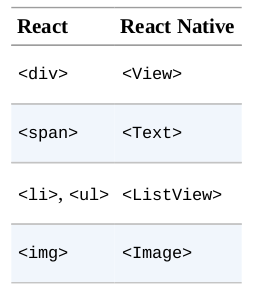 React React Native
<div> <View>
<span> <Text>
<li>, <ul> <ListView>
<img> <Image>